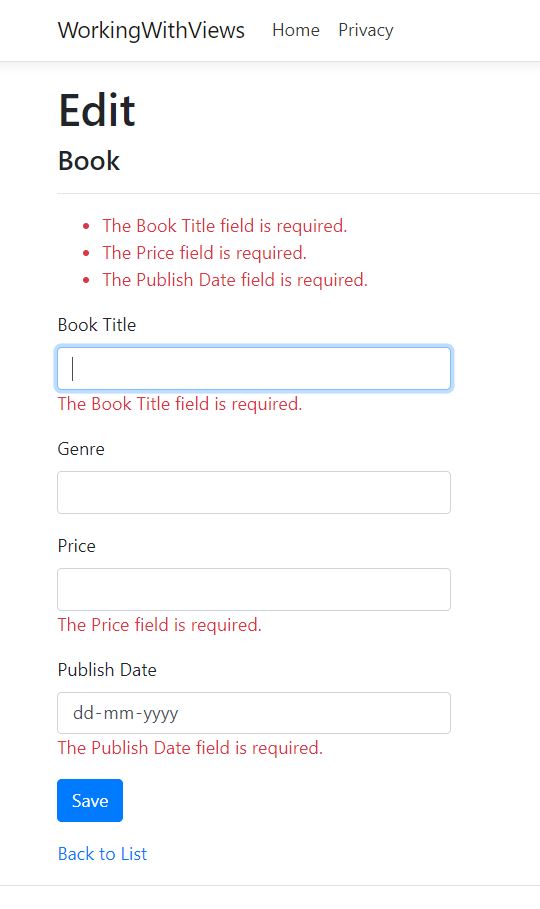 WorkingWithViews Home Privacy
Edit
Book
The Book Title field is required.
The Price field is required.
The Publish Date field is required.
Book Title
The Book Title field is required.
Genre
Price
The Price field is required.
Publish Date
dd-mm-yyyy
The Publish Date field is required.
Save
Back to List